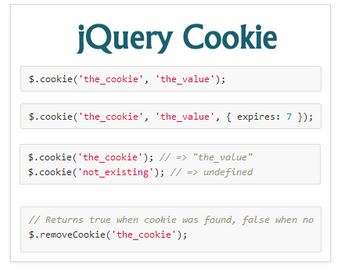 jQuery Cookie
$.cookie('the_cookie', 'the_value');
$.cookie('the_cookie', 'the_value', { expires: 7 });
$.cookie('the_cookie'); // => "the_value"
$.cookie('not_existing'); // => undefined
// Returns true when cookie was found, false when no
$.removeCookie('the_cookie');